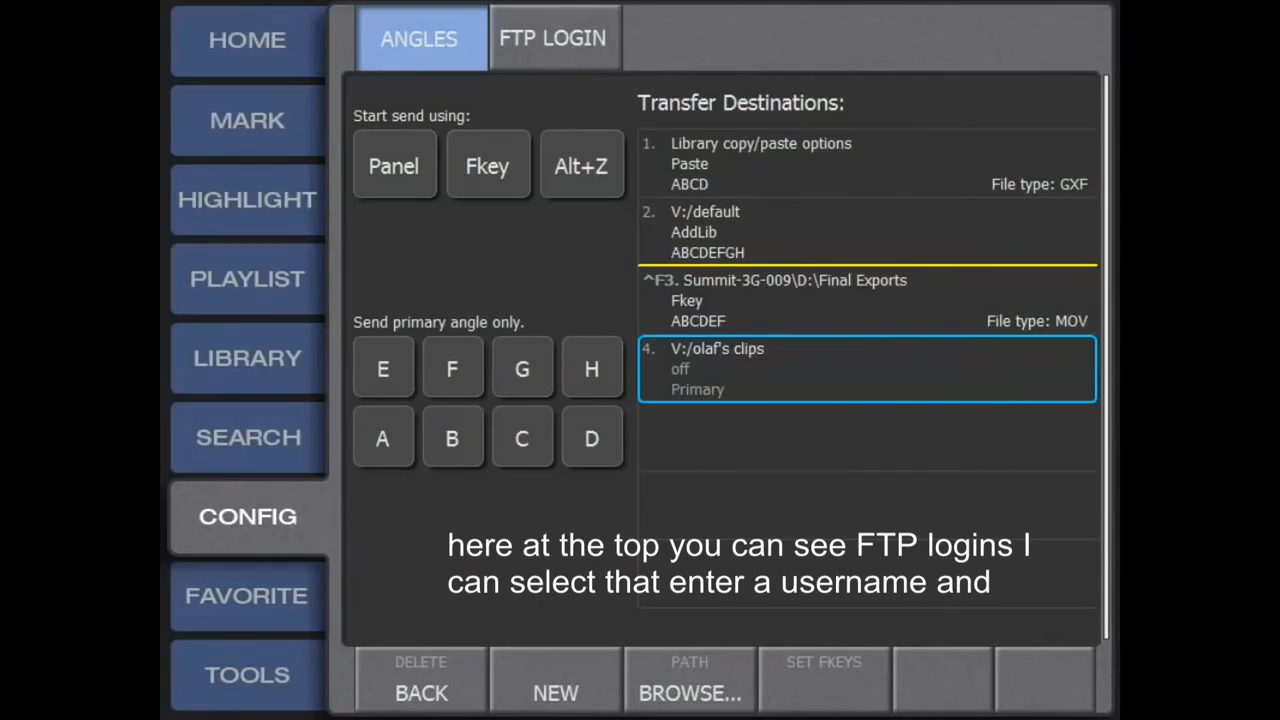 HOME
MARK
HIGHLIGHT
PLAYLIST
LIBRARY
SEARCH
CONFIG
FAVORITE
TOOLS
ANGLES
FTP LOGIN
Start send using:
Panel Fkey Alt+Z
Send primary angle only.
E F G H
A B C D
Transfer Destinations:
1. Library copy/paste options
Paste
ABCD File type: GXF
2. V:/default
AddLib
ABCDEFGH
^F3. Summit-3G-009\D:\Final Exports
Fkey
ABCDEF File type: MOV
4. V:/olaf's clips
off
Primary
here at the top you can see FTP logins I
can select that enter a username and
DELETE PATH SET FKEYS
BACK NEW BROWSE...